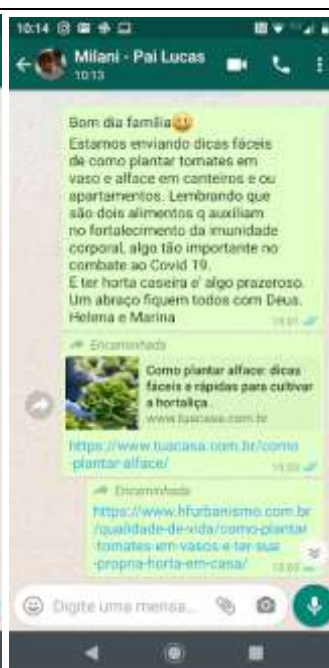 10:14
Milani - Pai Lucas
10:13
Bom dia família
Estamos enviando dicas fáceis
de como plantar tomates em
vaso e alface em canteiros e ou
apartamentos. Lembrando que
são dois alimentos q auxiliam
no fortalecimento da imunidade
corporal, algo tão importante no
combate ao Covid 19.
E ter horta caseira e' algo prazeroso.
Um abraço fiquem todos com Deus.
Helena e Marina
Encaminhada
Como plantar alface: dicas
fáceis e rápidas para cultivar
a hortaliça
www.tuacasa.com.br
https://www.tuacasa.com.br/como
-plantar-alface/
Encaminhada
https://www.hfurbanismo.com.br
/qualidade-de-vida/como-plantar
-tomates-em-vasos-e-ter-sua
-propria-horta-em-casa/
Digite uma mensa...